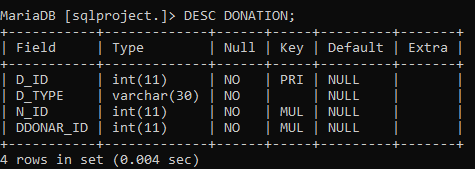 MariaDB [sqlproject.]> DESC DONATION;
+-----------+-------------+------+-----+---------+-------+
| Field     | Type        | Null | Key | Default | Extra |
+-----------+-------------+------+-----+---------+-------+
| D_ID      | int(11)     | NO   | PRI | NULL    |       |
| D_TYPE    | varchar(30) | NO   |     | NULL    |       |
| N_ID      | int(11)     | NO   | MUL | NULL    |       |
| DDONAR_ID | int(11)     | NO   | MUL | NULL    |       |
+-----------+-------------+------+-----+---------+-------+
4 rows in set (0.004 sec)